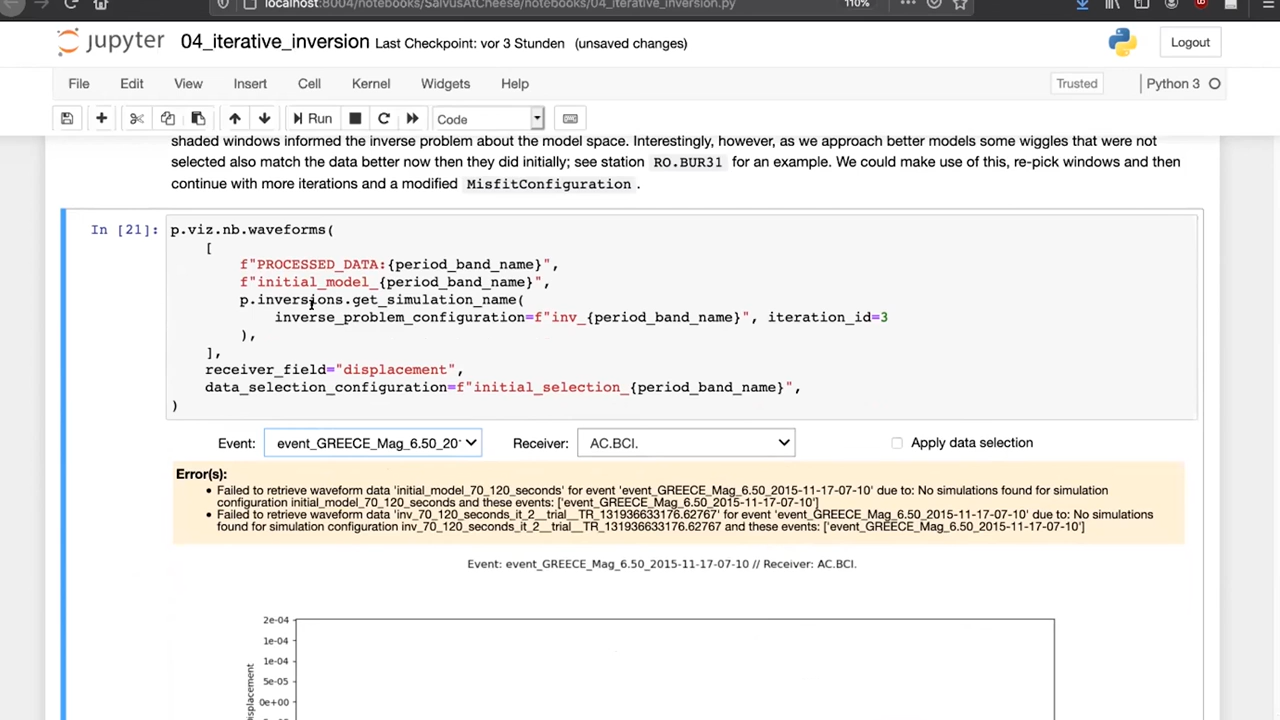 localhost:8004/notebooks/SalvusAtCheese/notebooks/04_iterative_inversion.py
110%
jupyter 04_iterative_inversion Last Checkpoint: vor 3 Stunden (unsaved changes)
Logout
File Edit View Insert Cell Kernel Widgets Help
Trusted
Python 3
Run
Code
shaded windows informed the inverse problem about the model space. Interestingly, however, as we approach better models some wiggles that were not
selected also match the data better now then they did initially; see station RO.BUR31 for an example. We could make use of this, re-pick windows and then
continue with more iterations and a modified MisfitConfiguration .
In [21]:
p.viz.nb.waveforms(
[
f"PROCESSED_DATA:{period_band_name}",
f"initial_model_{period_band_name}",
p.inversions.get_simulation_name(
inverse_problem_configuration=f"inv_{period_band_name}", iteration_id=3
),
],
receiver_field="displacement",
data_selection_configuration=f"initial_selection_{period_band_name}",
)
Event: event_GREECE_Mag_6.50_20 Receiver: AC.BCI. Apply data selection
Error(s):
• Failed to retrieve waveform data 'initial_model_70_120_seconds' for event 'event_GREECE_Mag_6.50_2015-11-17-07-10' due to: No simulations found for simulation
configuration initial_model_70_120_seconds and these events: ['event_GREECE_Mag_6.50_2015-11-17-07-10']
• Failed to retrieve waveform data 'inv_70_120_seconds_it_2__trial__TR_131936633176.62767' for event 'event_GREECE_Mag_6.50_2015-11-17-07-10' due to: No simulations
found for simulation configuration inv_70_120_seconds_it_2__trial__TR_131936633176.62767 and these events: ['event_GREECE_Mag_6.50_2015-11-17-07-10']
Event: event_GREECE_Mag_6.50_2015-11-17-07-10 // Receiver: AC.BCI.
2e-04
1e-04
1e-04
5e-05
0e+00